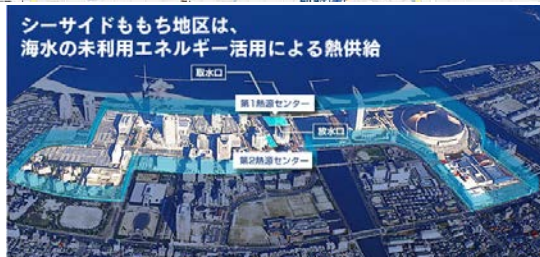 シーサイドももち地区は、
海水の未利用エネルギー活用による熱供給
取水口
第1熱源センター
放水口
第2熱源センター